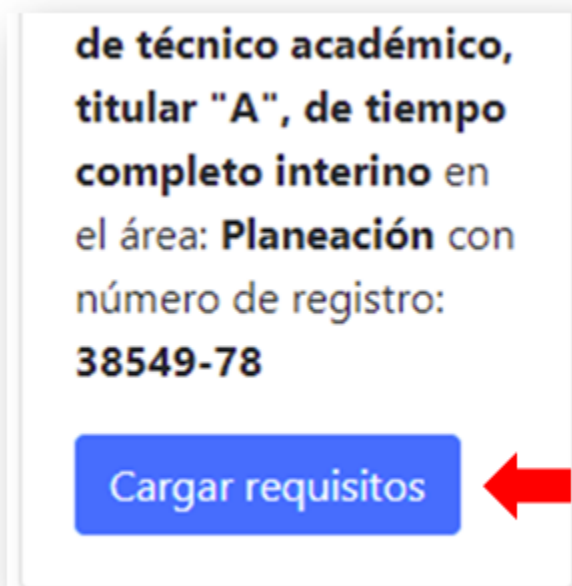 de técnico académico,
titular "A", de tiempo
completo interino en
el área: Planeación con
número de registro:
38549-78
Cargar requisitos